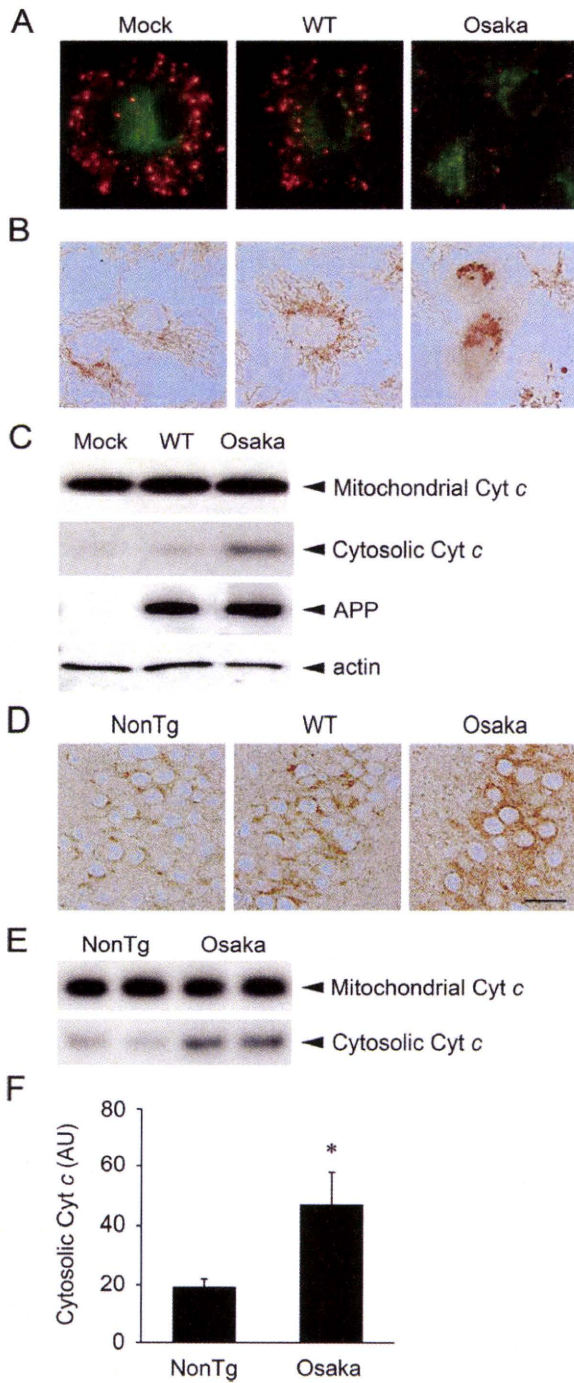 A
Mock WT Osaka
B
C
Mock WT Osaka
Mitochondrial Cyt c
Cytosolic Cyt c
APP
actin
D
NonTg WT Osaka
E
NonTg Osaka
Mitochondrial Cyt c
Cytosolic Cyt c
F
Cytosolic Cyt c (AU)
80
60
*
40
20
0
NonTg Osaka